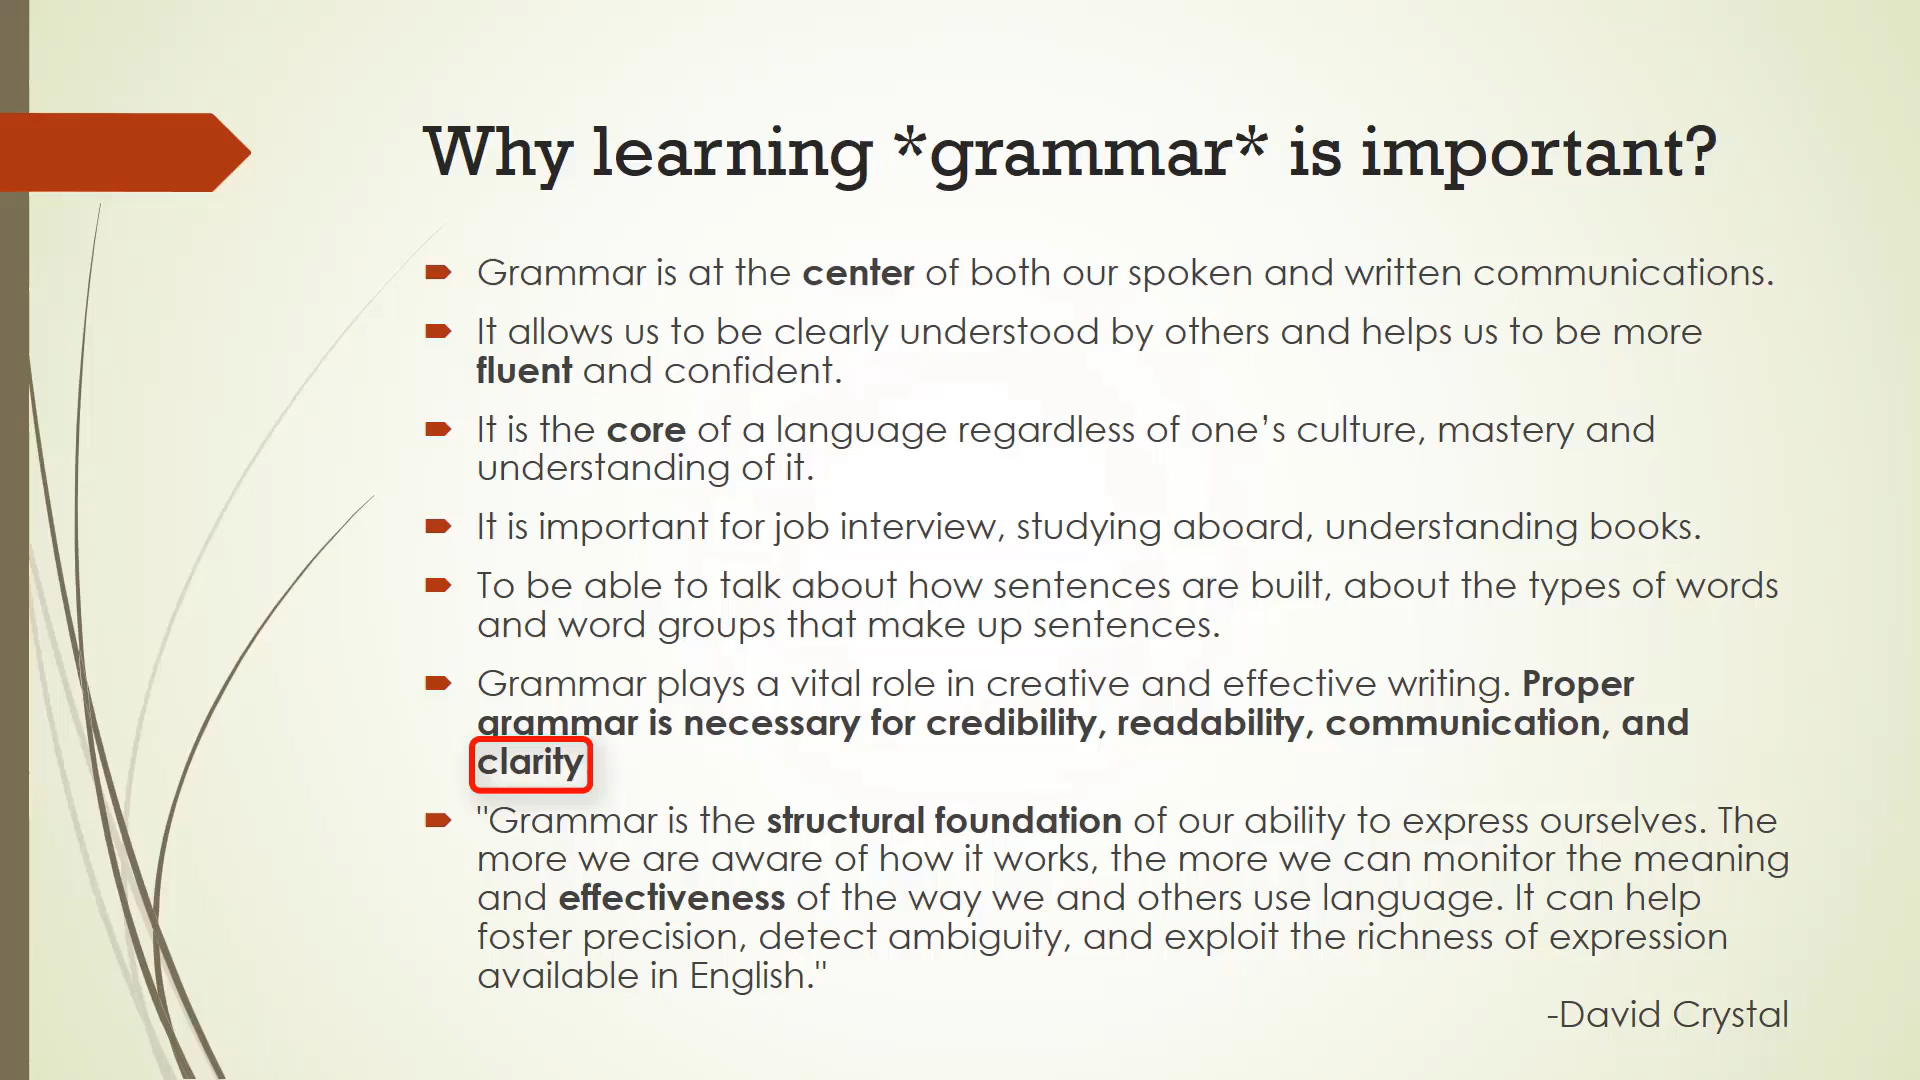 Why learning *grammar* is important?
Grammar is at the center of both our spoken and written communications.
It allows us to be clearly understood by others and helps us to be more
fluent and confident.
It is the core of a language regardless of one’s culture, mastery and
understanding of it.
It is important for job interview, studying aboard, understanding books.
To be able to talk about how sentences are built, about the types of words
and word groups that make up sentences.
Grammar plays a vital role in creative and effective writing. Proper
grammar is necessary for credibility, readability, communication, and
clarity
"Grammar is the structural foundation of our ability to express ourselves. The
more we are aware of how it works, the more we can monitor the meaning
and effectiveness of the way we and others use language. It can help
foster precision, detect ambiguity, and exploit the richness of expression
available in English."
-David Crystal